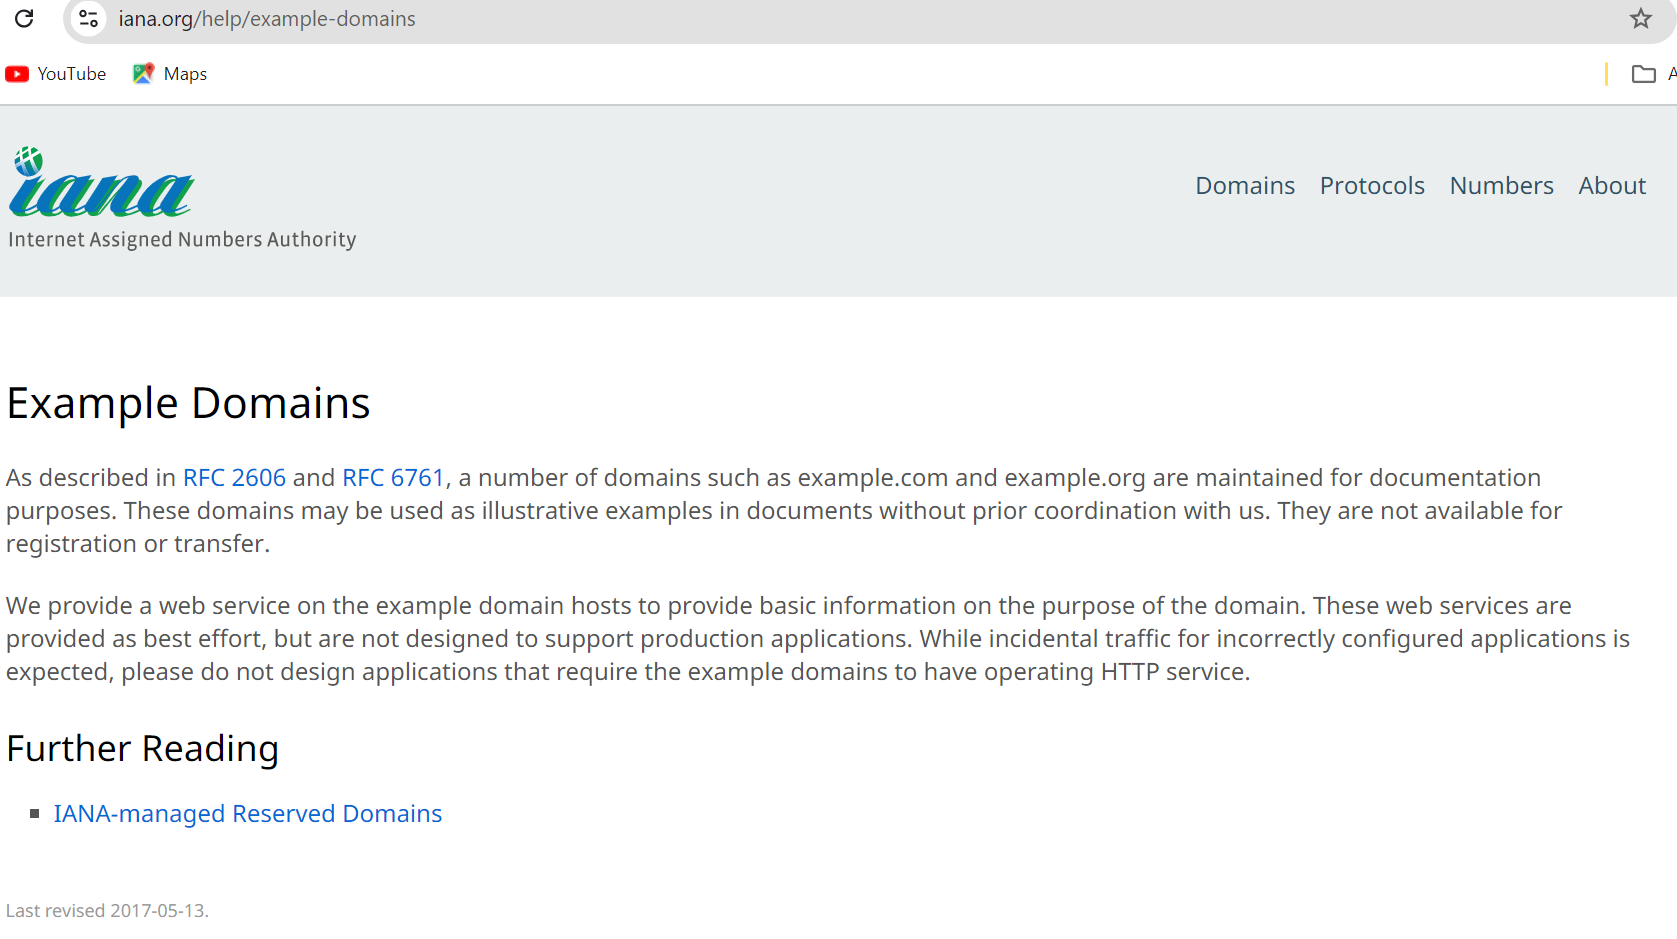 iana.org/help/example-domains
YouTube Maps
iana
Internet Assigned Numbers Authority
Domains Protocols Numbers About
Example Domains
As described in RFC 2606 and RFC 6761, a number of domains such as example.com and example.org are maintained for documentation
purposes. These domains may be used as illustrative examples in documents without prior coordination with us. They are not available for
registration or transfer.
We provide a web service on the example domain hosts to provide basic information on the purpose of the domain. These web services are
provided as best effort, but are not designed to support production applications. While incidental traffic for incorrectly configured applications is
expected, please do not design applications that require the example domains to have operating HTTP service.
Further Reading
IANA-managed Reserved Domains
Last revised 2017-05-13.